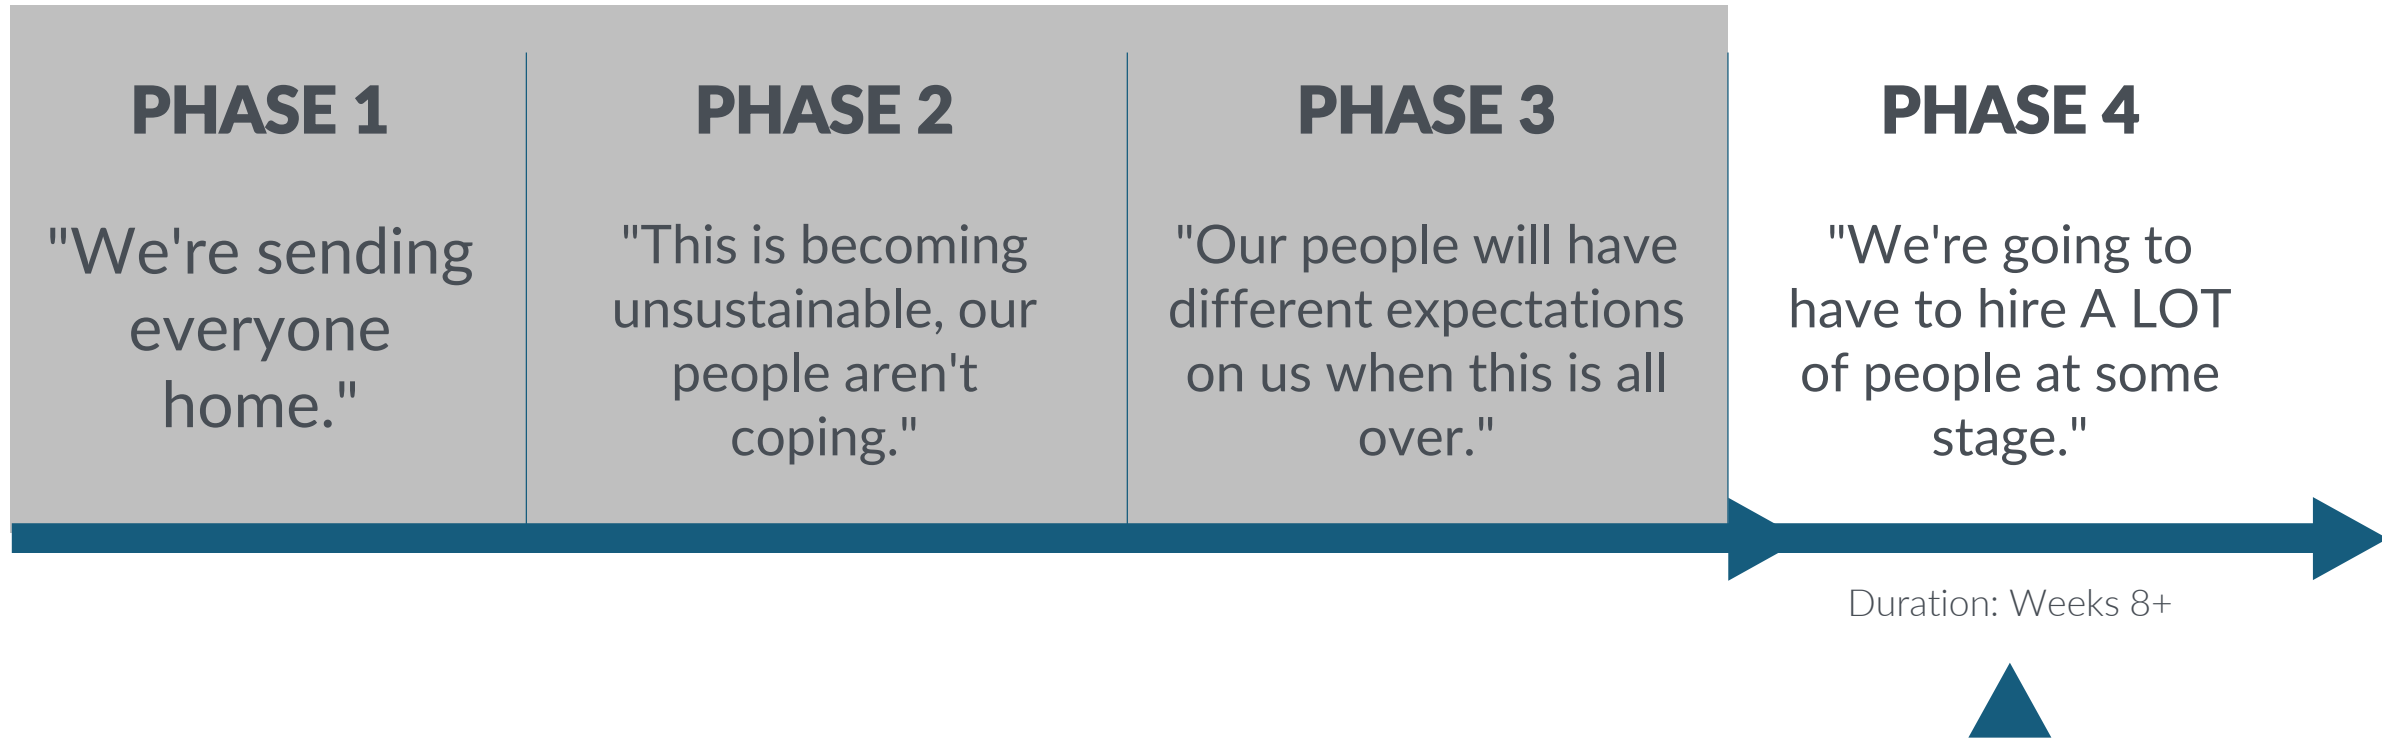 PHASE 1
"We're sending
everyone
home."
PHASE 2
"This is becoming
unsustainable, our
people aren't
coping."
PHASE 3
"Our people will have
different expectations
on us when this is all
over."
PHASE 4
"We're going to
have to hire A LOT
of people at some
stage."
Duration: Weeks 8+